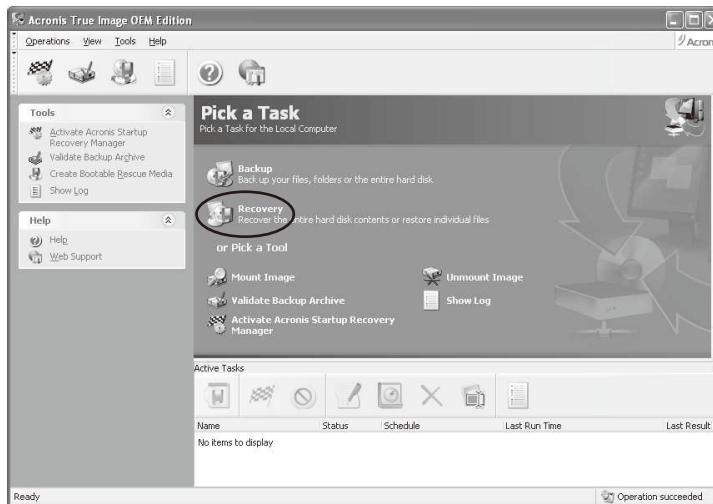 Acronis True Image OEM Edition
Operations View Tools Help
Acron
Tools
Activate Acronis Startup
Recovery Manager
Validate Backup Archive
Create Bootable Rescue Media
Show Log
Help
Help
Web Support
Pick a Task
Pick a Task for the Local Computer
Backup
Back up your files, folders or the entire hard disk
Recovery
Recover the entire hard disk contents or restore individual files
or Pick a Tool
Mount Image
Unmount Image
Validate Backup Archive
Show Log
Activate Acronis Startup Recovery
Manager
Active Tasks
Name Status Schedule Last Run Time Last Result
No items to display
Ready
Operation succeeded